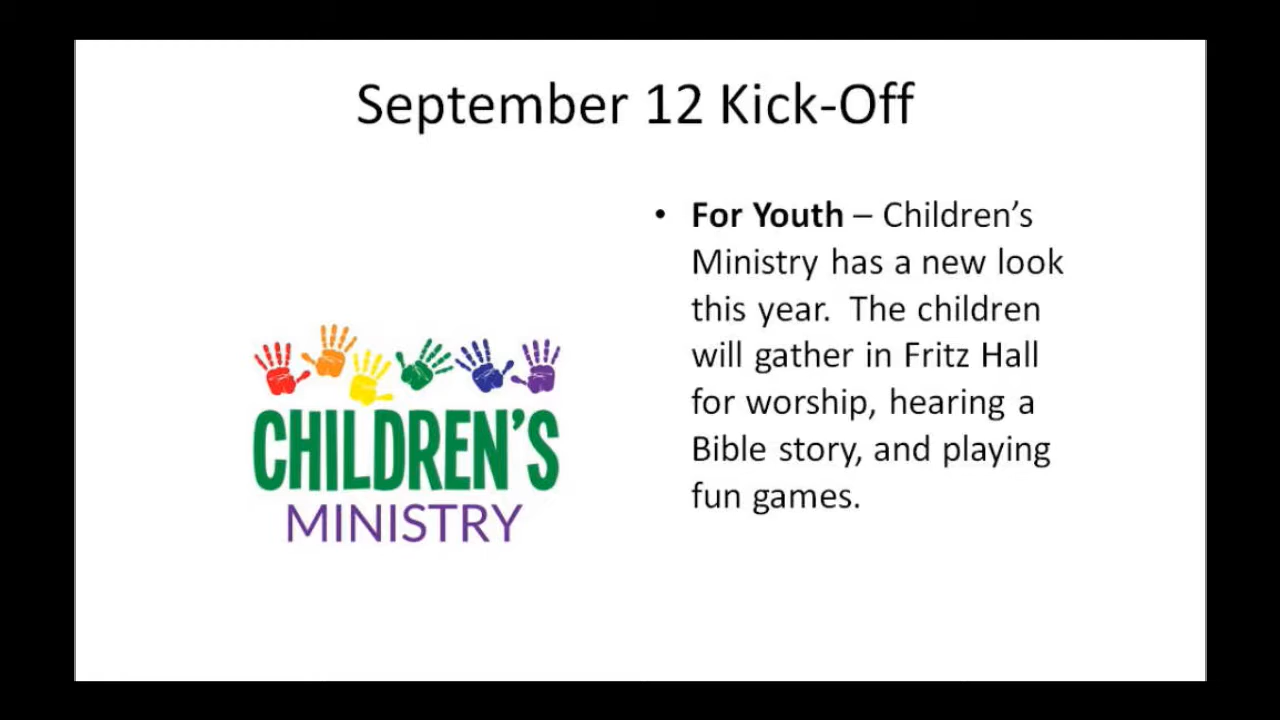 September 12 Kick-Off
• For Youth – Children’s
Ministry has a new look
this year.  The children
will gather in Fritz Hall
for worship, hearing a
Bible story, and playing
fun games.
CHILDREN’S
MINISTRY